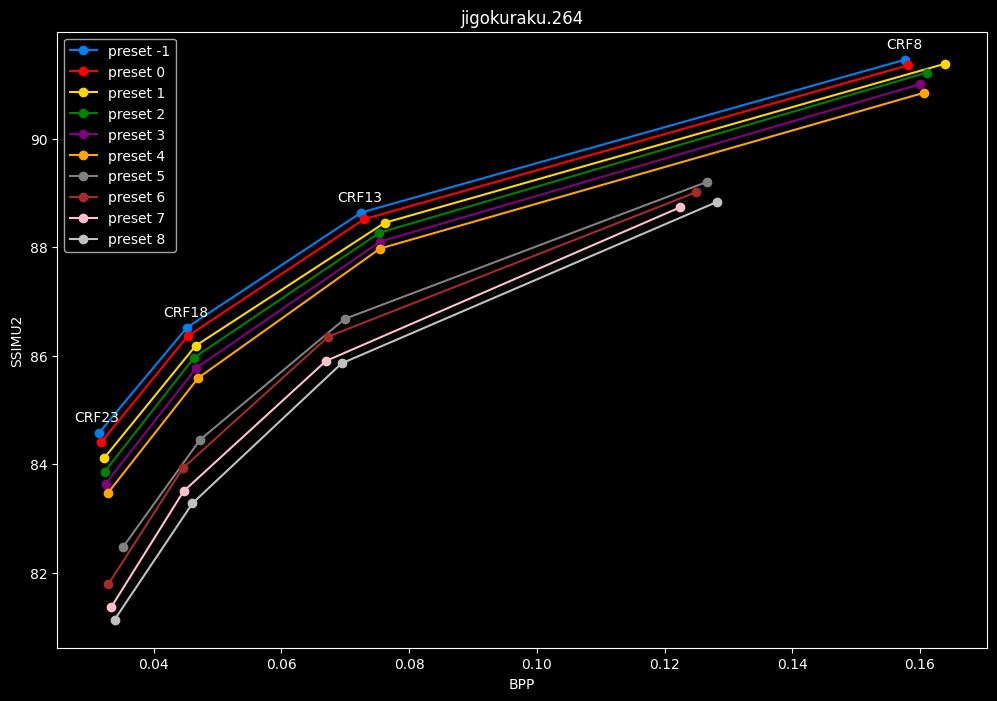 jigokuraku.264
preset -1
preset 0
preset 1
preset 2
preset 3
preset 4
preset 5
preset 6
preset 7
preset 8
CRF8
CRF13
CRF18
CRF23
SSIMU2
90
88
86
84
82
0.04 0.06 0.08 0.10 0.12 0.14 0.16
BPP